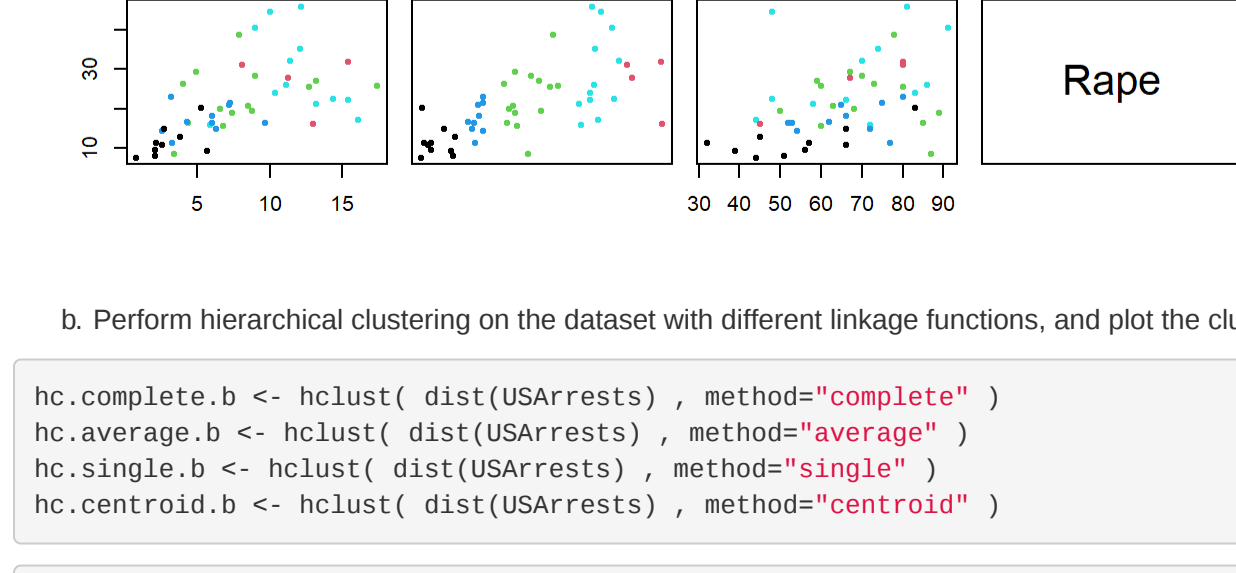 30
10
Rape
5 10 15
30 40 50 60 70 80 90
b. Perform hierarchical clustering on the dataset with different linkage functions, and plot the
hc.complete.b <- hclust( dist(USArrests) , method="complete" )
hc.average.b <- hclust( dist(USArrests) , method="average" )
hc.single.b <- hclust( dist(USArrests) , method="single" )
hc.centroid.b <- hclust( dist(USArrests) , method="centroid" )